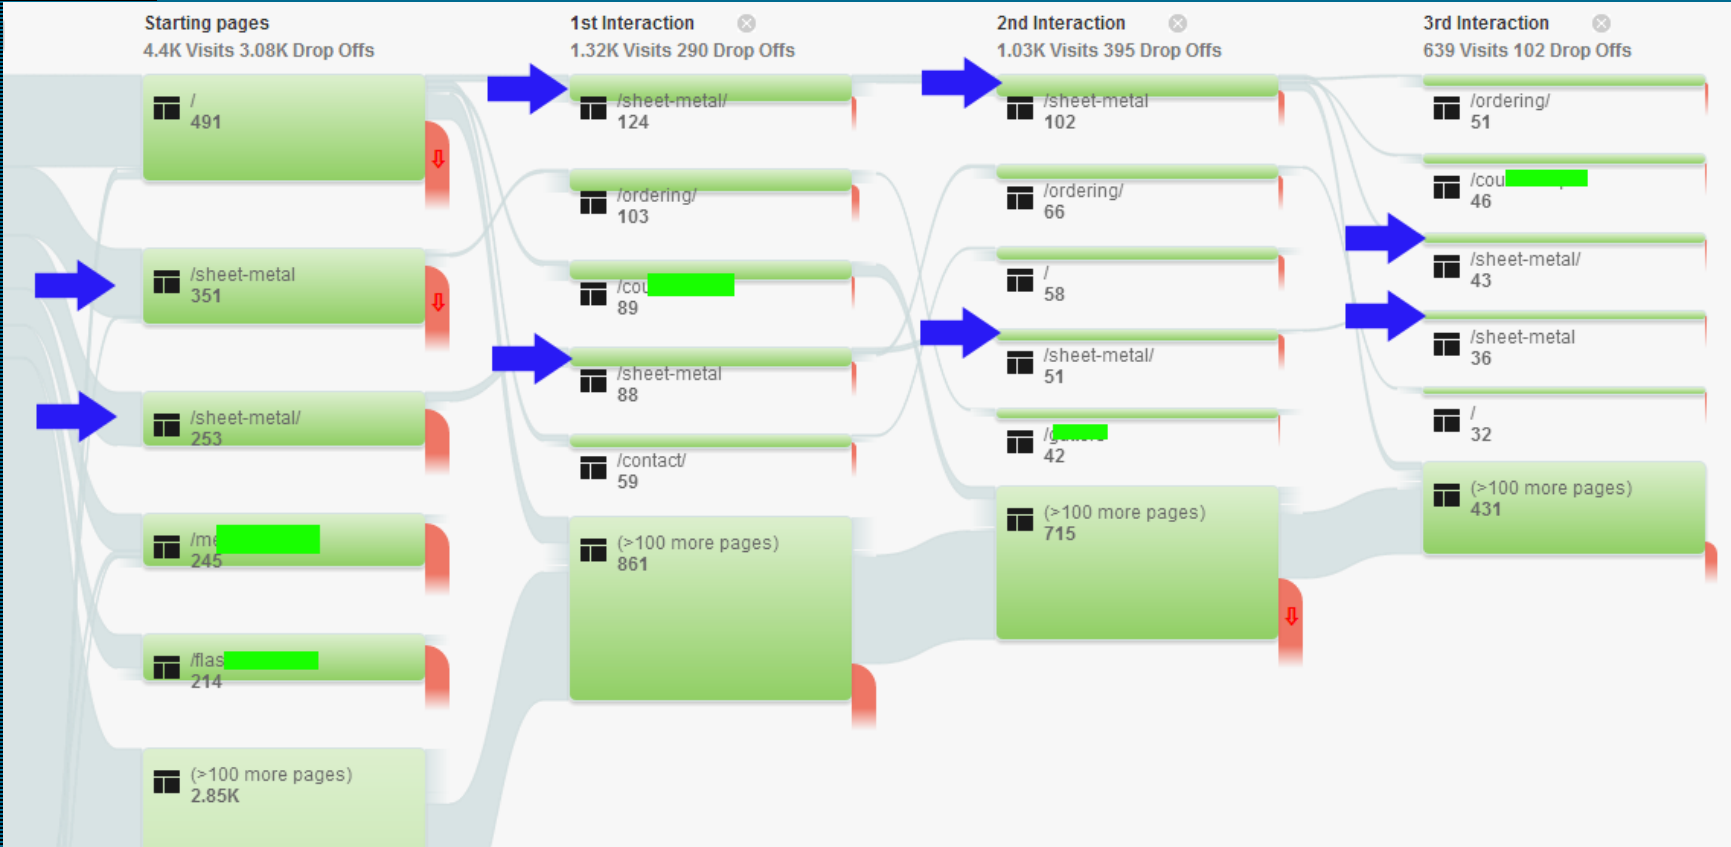 Starting pages
4.4K Visits 3.08K Drop Offs
/
491
/sheet-metal
351
/sheet-metal/
253
/me
245
/flas
214
(>100 more pages)
2.85K
1st Interaction
1.32K Visits 290 Drop Offs
/sheet-metal/
124
/ordering/
103
/cou
89
/sheet-metal
88
/contact/
59
(>100 more pages)
861
2nd Interaction
1.03K Visits 395 Drop Offs
/sheet-metal
102
/ordering/
66
/
58
/sheet-metal/
51
42
(>100 more pages)
715
3rd Interaction
639 Visits 102 Drop Offs
/ordering/
51
/cou
46
/sheet-metal/
43
/sheet-metal
36
/
32
(>100 more pages)
431